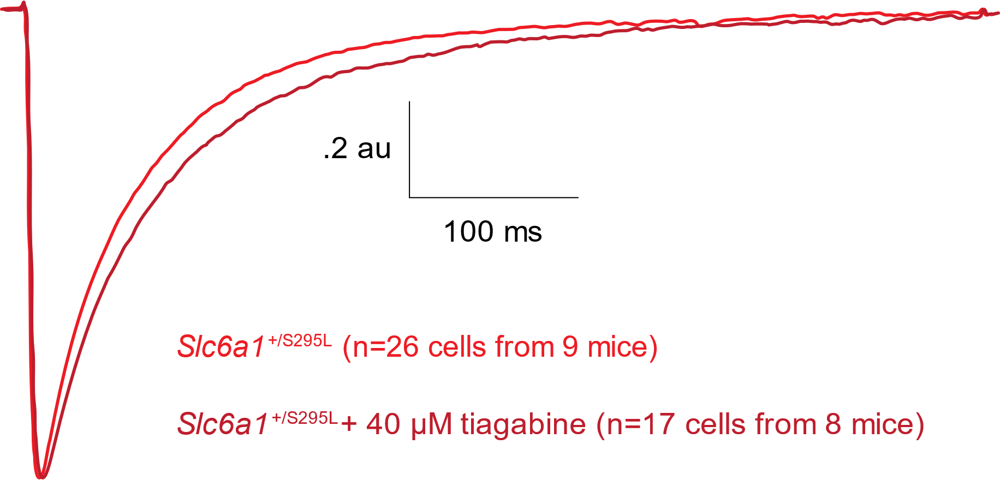 .2 au
100 ms
Slc6a1+/S295L (n=26 cells from 9 mice)
Slc6a1+/S295L+ 40 µM tiagabine (n=17 cells from 8 mice)